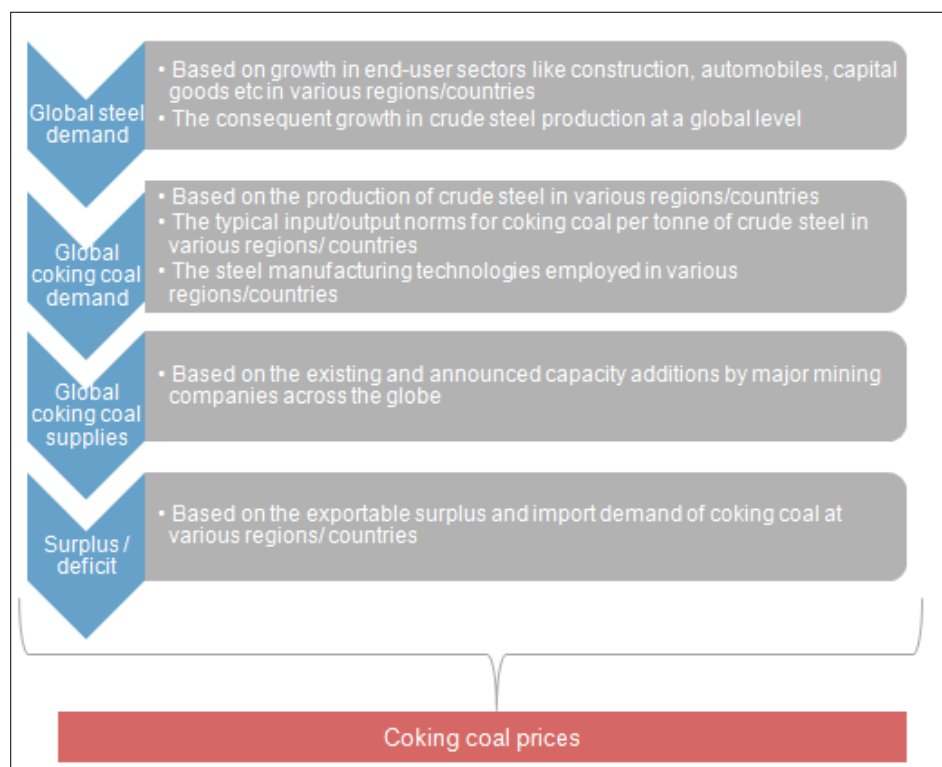 Global steel
demand
• Based on growth in end-user sectors like construction, automobiles, capital
goods etc in various regions/countries
• The consequent growth in crude steel production at a global level
Global
coking coal
demand
• Based on the production of crude steel in various regions/countries
• The typical input/output norms for coking coal per tonne of crude steel in
various regions/ countries
• The steel manufacturing technologies employed in various
regions/countries
Global
coking coal
supplies
• Based on the existing and announced capacity additions by major mining
companies across the globe
Surplus /
deficit
• Based on the exportable surplus and import demand of coking coal at
various regions/ countries
Coking coal prices